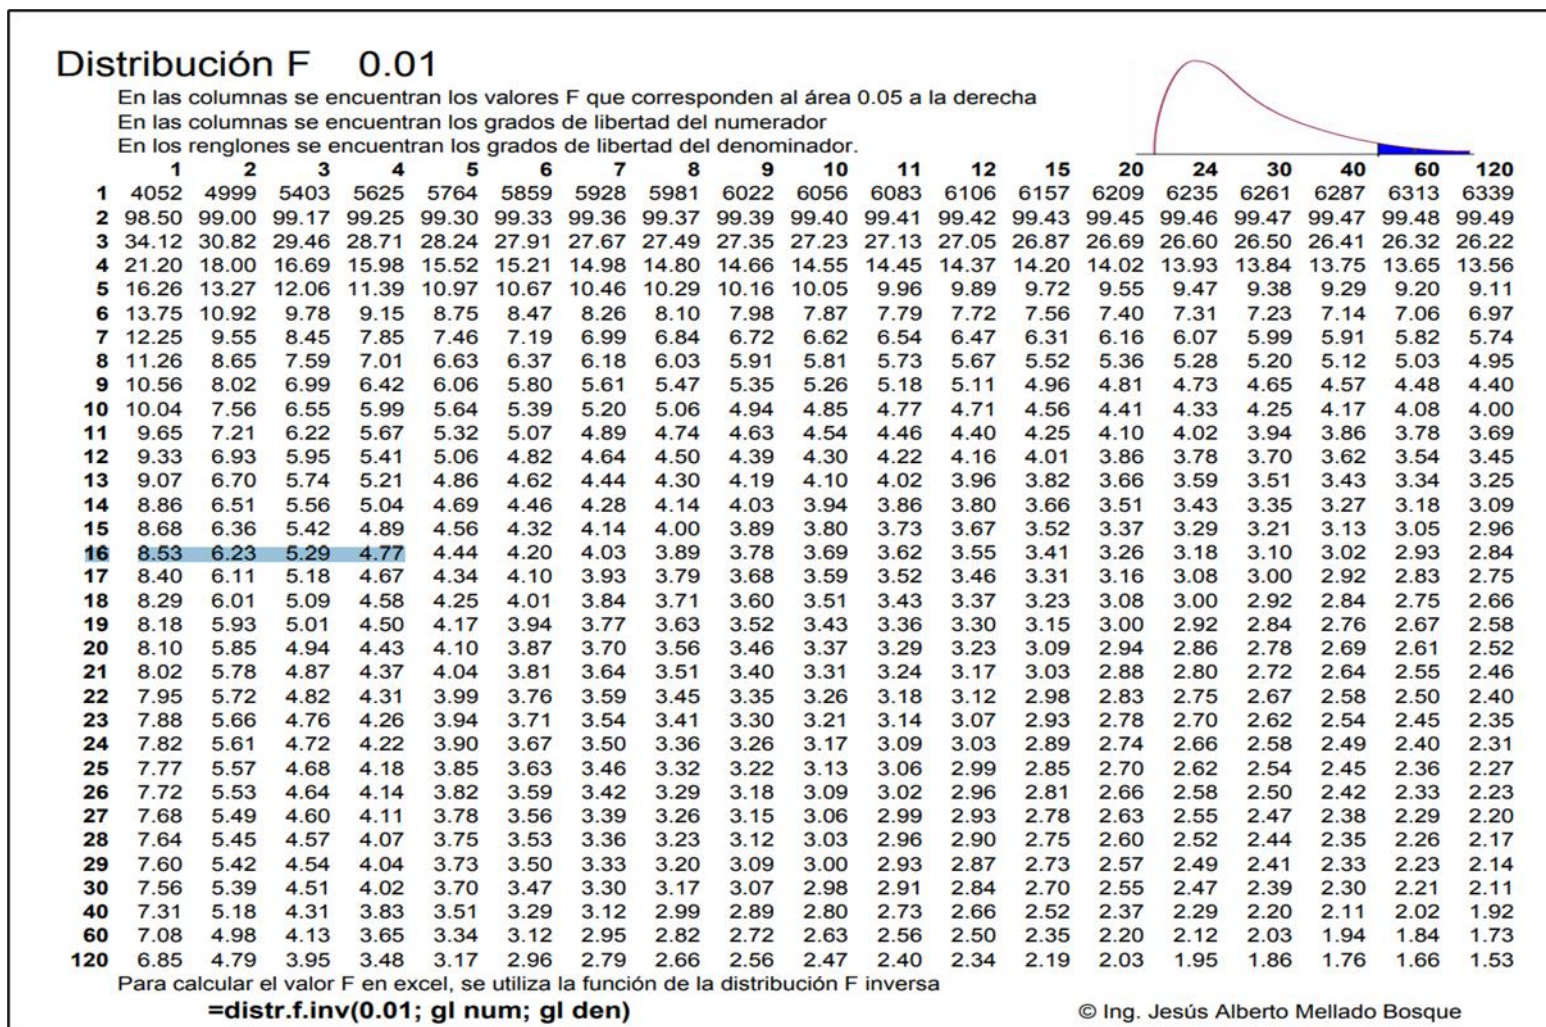 Distribución F 0.01
En las columnas se encuentran los valores F que corresponden al área 0.05 a la derecha
En las columnas se encuentran los grados de libertad del numerador
En los renglones se encuentran los grados de libertad del denominador.
1 2 3 4 5 6 7 8 9 10 11 12 15 20 24 30 40 60 120
1 4052 4999 5403 5625 5764 5859 5928 5981 6022 6056 6083 6106 6157 6209 6235 6261 6287 6313 6339
2 98.50 99.00 99.17 99.25 99.30 99.33 99.36 99.37 99.39 99.40 99.41 99.42 99.43 99.45 99.46 99.47 99.47 99.48 99.49
3 34.12 30.82 29.46 28.71 28.24 27.91 27.67 27.49 27.35 27.23 27.13 27.05 26.87 26.69 26.60 26.50 26.41 26.32 26.22
4 21.20 18.00 16.69 15.98 15.52 15.21 14.98 14.80 14.66 14.55 14.45 14.37 14.20 14.02 13.93 13.84 13.75 13.65 13.56
5 16.26 13.27 12.06 11.39 10.97 10.67 10.46 10.29 10.16 10.05 9.96 9.89 9.72 9.55 9.47 9.38 9.29 9.20 9.11
6 13.75 10.92 9.78 9.15 8.75 8.47 8.26 8.10 7.98 7.87 7.79 7.72 7.56 7.40 7.31 7.23 7.14 7.06 6.97
7 12.25 9.55 8.45 7.85 7.46 7.19 6.99 6.84 6.72 6.62 6.54 6.47 6.31 6.16 6.07 5.99 5.91 5.82 5.74
8 11.26 8.65 7.59 7.01 6.63 6.37 6.18 6.03 5.91 5.81 5.73 5.67 5.52 5.36 5.28 5.20 5.12 5.03 4.95
9 10.56 8.02 6.99 6.42 6.06 5.80 5.61 5.47 5.35 5.26 5.18 5.11 4.96 4.81 4.73 4.65 4.57 4.48 4.40
10 10.04 7.56 6.55 5.99 5.64 5.39 5.20 5.06 4.94 4.85 4.77 4.71 4.56 4.41 4.33 4.25 4.17 4.08 4.00
11 9.65 7.21 6.22 5.67 5.32 5.07 4.89 4.74 4.63 4.54 4.46 4.40 4.25 4.10 4.02 3.94 3.86 3.78 3.69
12 9.33 6.93 5.95 5.41 5.06 4.82 4.64 4.50 4.39 4.30 4.22 4.16 4.01 3.86 3.78 3.70 3.62 3.54 3.45
13 9.07 6.70 5.74 5.21 4.86 4.62 4.44 4.30 4.19 4.10 4.02 3.96 3.82 3.66 3.59 3.51 3.43 3.34 3.25
14 8.86 6.51 5.56 5.04 4.69 4.46 4.28 4.14 4.03 3.94 3.86 3.80 3.66 3.51 3.43 3.35 3.27 3.18 3.09
15 8.68 6.36 5.42 4.89 4.56 4.32 4.14 4.00 3.89 3.80 3.73 3.67 3.52 3.37 3.29 3.21 3.13 3.05 2.96
16 8.53 6.23 5.29 4.77 4.44 4.20 4.03 3.89 3.78 3.69 3.62 3.55 3.41 3.26 3.18 3.10 3.02 2.93 2.84
17 8.40 6.11 5.18 4.67 4.34 4.10 3.93 3.79 3.68 3.59 3.52 3.46 3.31 3.16 3.08 3.00 2.92 2.83 2.75
18 8.29 6.01 5.09 4.58 4.25 4.01 3.84 3.71 3.60 3.51 3.43 3.37 3.23 3.08 3.00 2.92 2.84 2.75 2.66
19 8.18 5.93 5.01 4.50 4.17 3.94 3.77 3.63 3.52 3.43 3.36 3.30 3.15 3.00 2.92 2.84 2.76 2.67 2.58
20 8.10 5.85 4.94 4.43 4.10 3.87 3.70 3.56 3.46 3.37 3.29 3.23 3.09 2.94 2.86 2.78 2.69 2.61 2.52
21 8.02 5.78 4.87 4.37 4.04 3.81 3.64 3.51 3.40 3.31 3.24 3.17 3.03 2.88 2.80 2.72 2.64 2.55 2.46
22 7.95 5.72 4.82 4.31 3.99 3.76 3.59 3.45 3.35 3.26 3.18 3.12 2.98 2.83 2.75 2.67 2.58 2.50 2.40
23 7.88 5.66 4.76 4.26 3.94 3.71 3.54 3.41 3.30 3.21 3.14 3.07 2.93 2.78 2.70 2.62 2.54 2.45 2.35
24 7.82 5.61 4.72 4.22 3.90 3.67 3.50 3.36 3.26 3.17 3.09 3.03 2.89 2.74 2.66 2.58 2.49 2.40 2.31
25 7.77 5.57 4.68 4.18 3.85 3.63 3.46 3.32 3.22 3.13 3.06 2.99 2.85 2.70 2.62 2.54 2.45 2.36 2.27
26 7.72 5.53 4.64 4.14 3.82 3.59 3.42 3.29 3.18 3.09 3.02 2.96 2.81 2.66 2.58 2.50 2.42 2.33 2.23
27 7.68 5.49 4.60 4.11 3.78 3.56 3.39 3.26 3.15 3.06 2.99 2.93 2.78 2.63 2.55 2.47 2.38 2.29 2.20
28 7.64 5.45 4.57 4.07 3.75 3.53 3.36 3.23 3.12 3.03 2.96 2.90 2.75 2.60 2.52 2.44 2.35 2.26 2.17
29 7.60 5.42 4.54 4.04 3.73 3.50 3.33 3.20 3.09 3.00 2.93 2.87 2.73 2.57 2.49 2.41 2.33 2.23 2.14
30 7.56 5.39 4.51 4.02 3.70 3.47 3.30 3.17 3.07 2.98 2.91 2.84 2.70 2.55 2.47 2.39 2.30 2.21 2.11
40 7.31 5.18 4.31 3.83 3.51 3.29 3.12 2.99 2.89 2.80 2.73 2.66 2.52 2.37 2.29 2.20 2.11 2.02 1.92
60 7.08 4.98 4.13 3.65 3.34 3.12 2.95 2.82 2.72 2.63 2.56 2.50 2.35 2.20 2.12 2.03 1.94 1.84 1.73
120 6.85 4.79 3.95 3.48 3.17 2.96 2.79 2.66 2.56 2.47 2.40 2.34 2.19 2.03 1.95 1.86 1.76 1.66 1.53
Para calcular el valor F en excel, se utiliza la función de la distribución F inversa
=distr.f.inv(0.01; gl num; gl den)
© Ing. Jesús Alberto Mellado Bosque